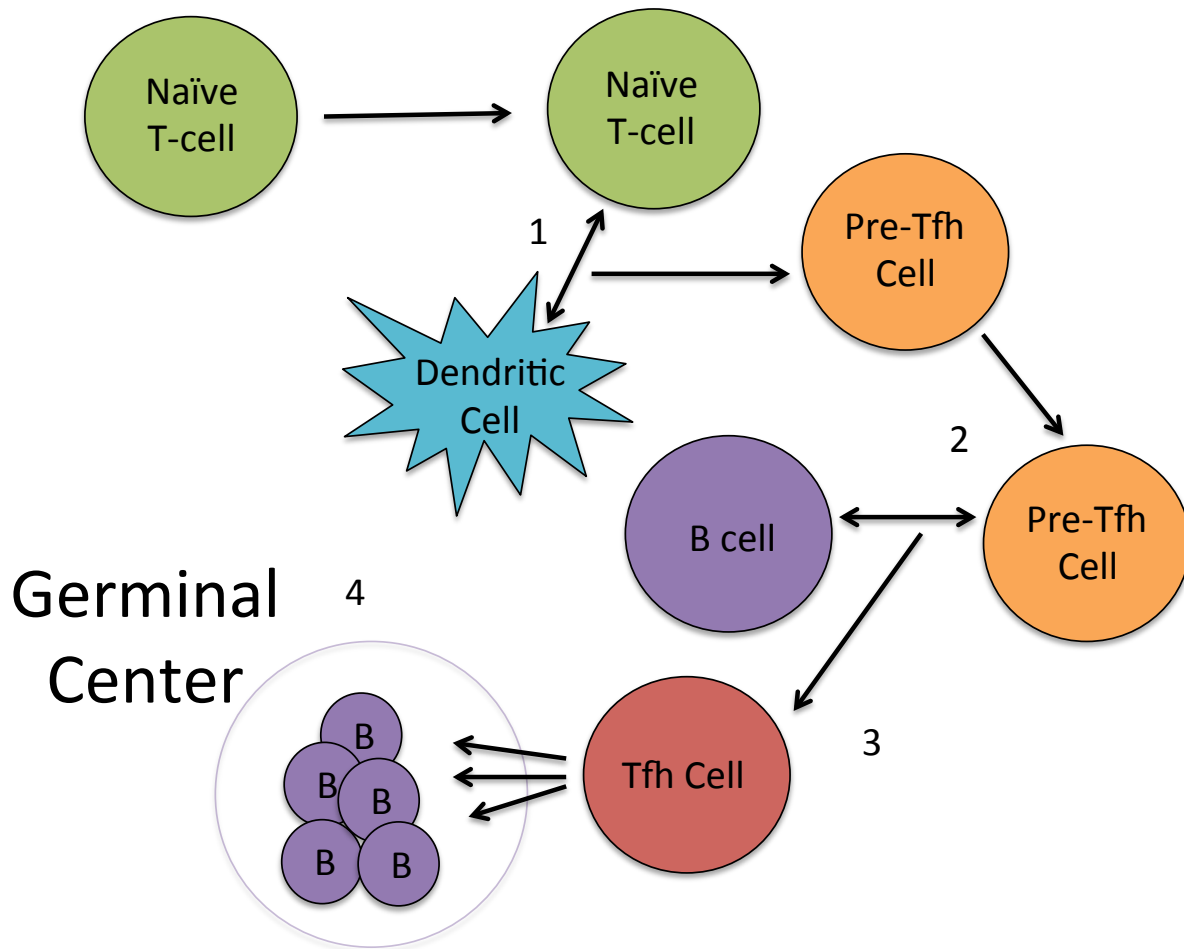 Naïve
T-cell
Naïve
T-cell
1
Pre-Tfh
Cell
Dendritic
Cell
2
B cell
Pre-Tfh
Cell
Germinal
Center
4
3
Tfh Cell
B
B
B
B
B